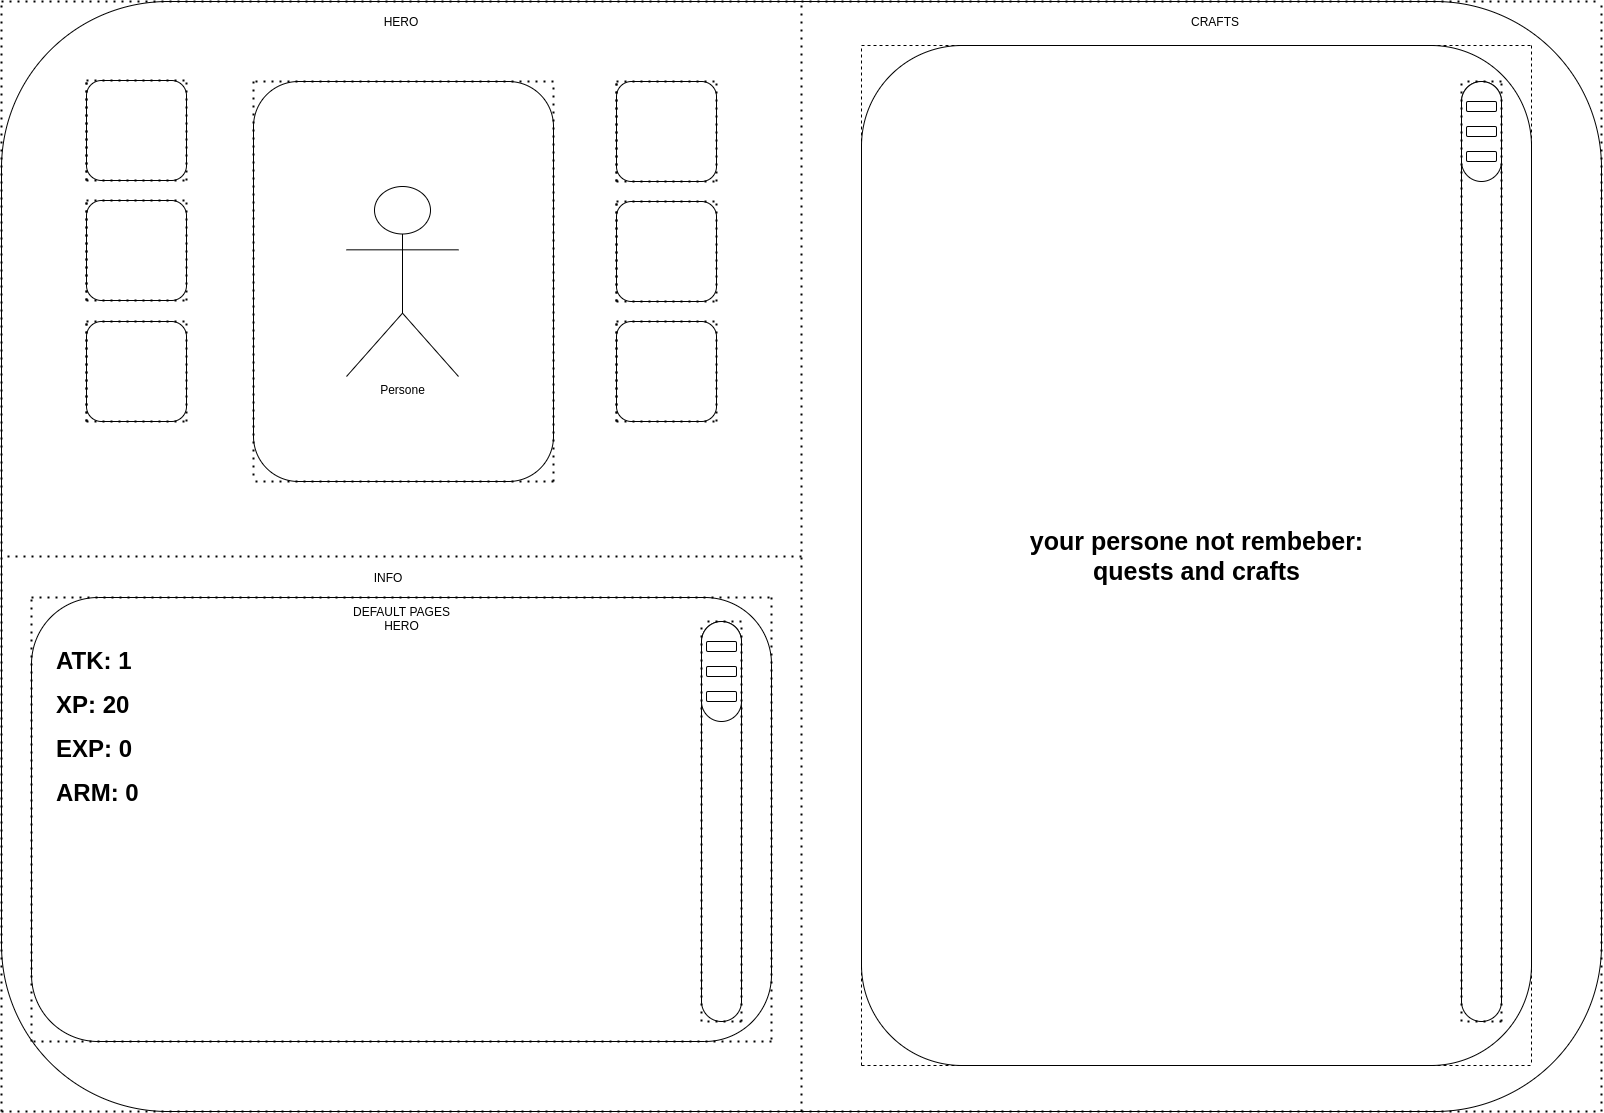 HERO
Persone
INFO
DEFAULT PAGES
HERO
ATK: 1
XP: 20
EXP: 0
ARM: 0
CRAFTS
your persone not rembeber:
quests and crafts